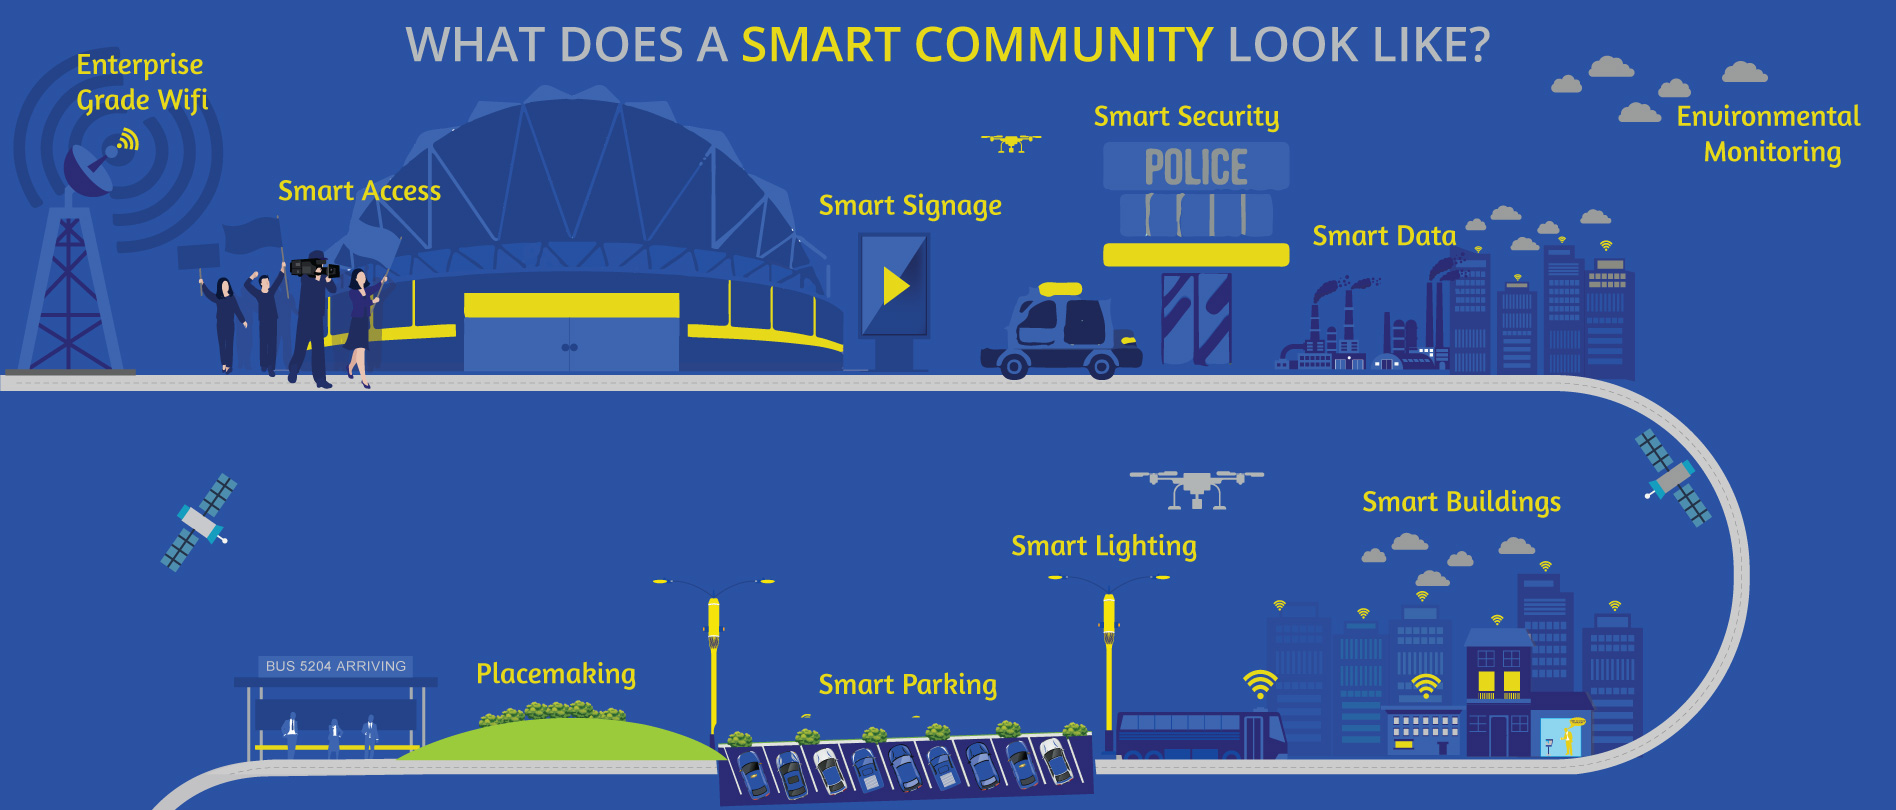 WHAT DOES A SMART COMMUNITY LOOK LIKE?
Enterprise
Grade Wifi
Smart Access
Smart Signage
Smart Security
POLICE
Smart Data
Environmental
Monitoring
Smart Buildings
Smart Lighting
Smart Parking
Placemaking
BUS 5204 ARRIVING